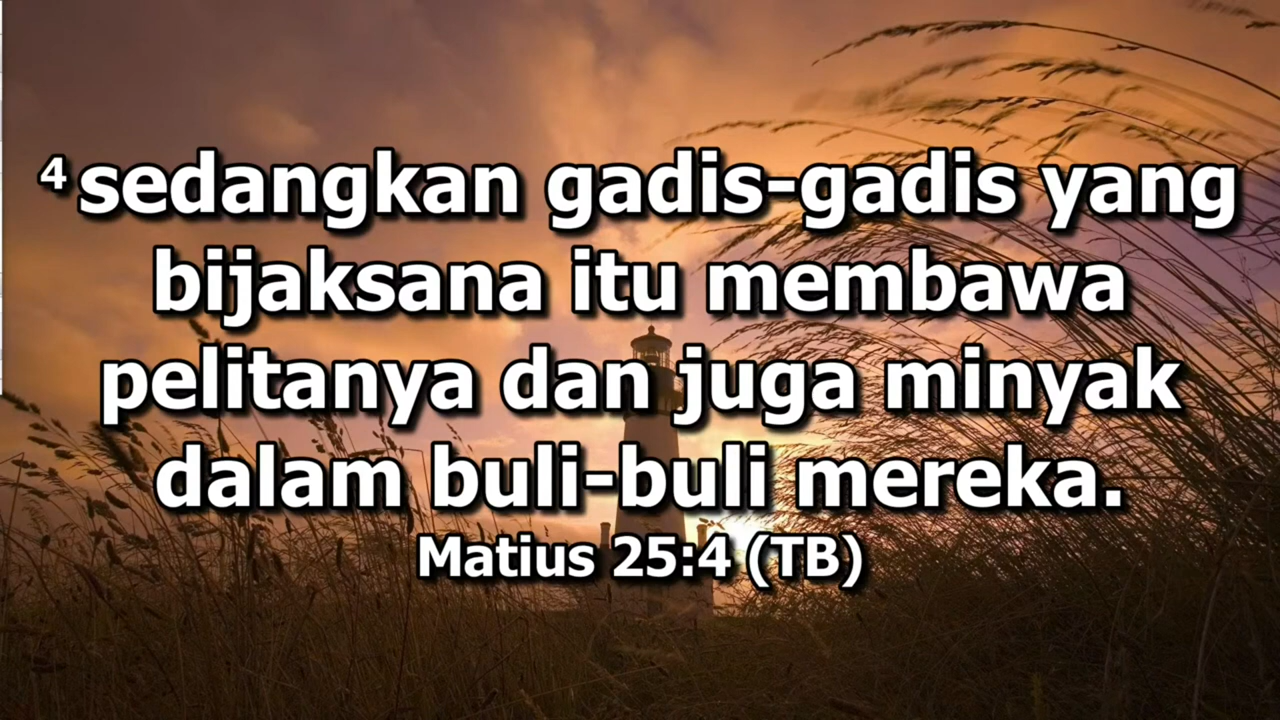 4 sedangkan gadis-gadis yang
bijaksana itu membawa
pelitanya dan juga minyak
dalam buli-buli mereka.
Matius 25:4 (TB)